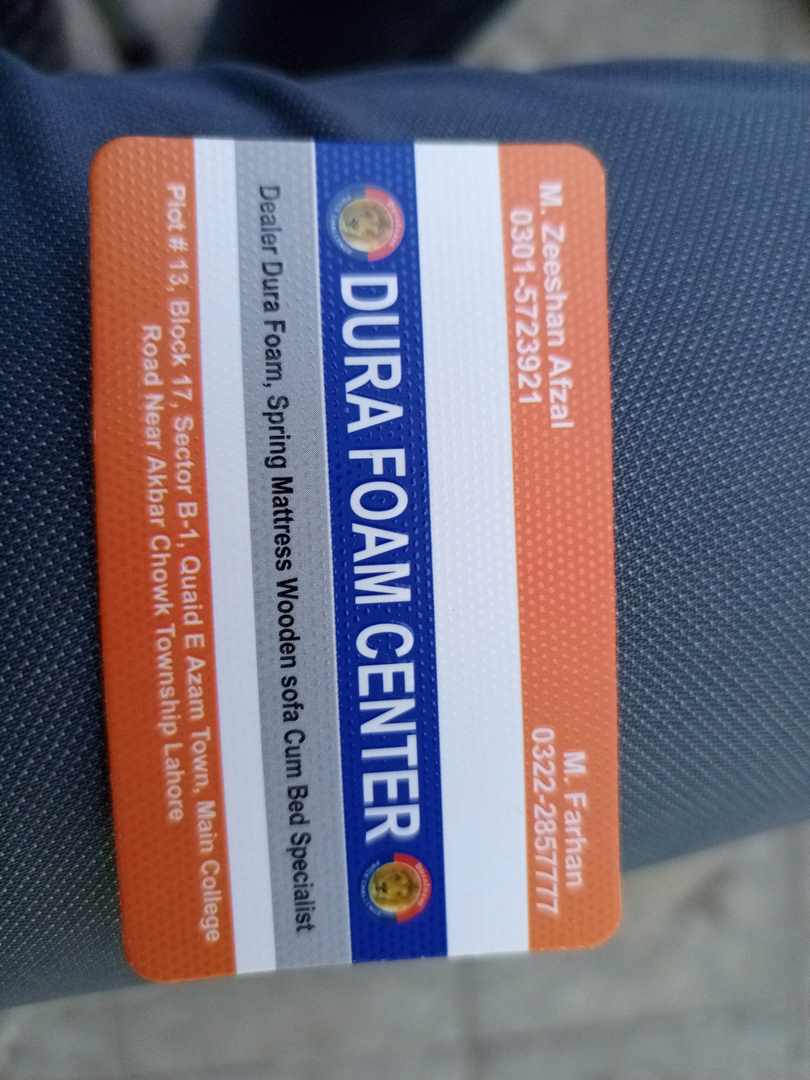 M. Zeeshan Afzal
0301-5723921
M. Farhan
0322-2857777
DURA FOAM CENTER
Dealer Dura Foam, Spring Mattress Wooden sofa Cum Bed Specialist
Plot # 13, Block 17, Sector B-1, Quaid E Azam Town, Main College
Road Near Akbar Chowk Township Lahore